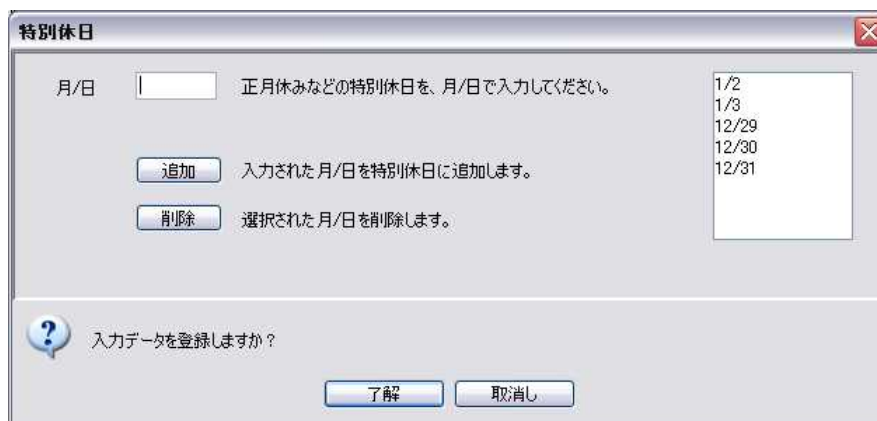 特別休日
月/日
正月休みなどの特別休日を、月/日で入力してください。
1/2
1/3
12/29
12/30
12/31
追加
入力された月/日を特別休日に追加します。
削除
選択された月/日を削除します。
入力データを登録しますか？
了解
取消し